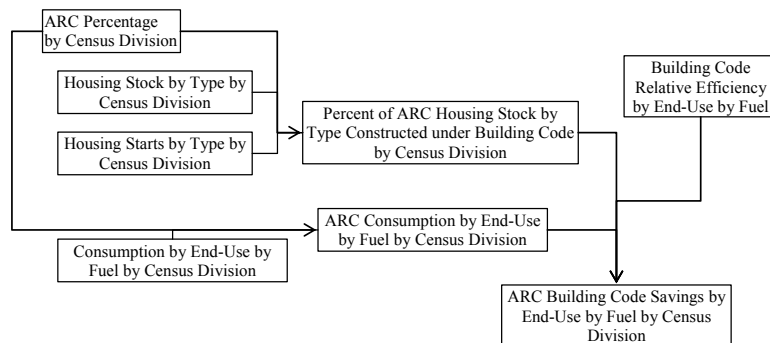 ARC Percentage
by Census Division
Housing Stock by Type by
Census Division
Housing Starts by Type by
Census Division
Percent of ARC Housing Stock by
Type Constructed under Building Code
by Census Division
Building Code
Relative Efficiency
by End-Use by Fuel
ARC Consumption by End-Use
by Fuel by Census Division
Consumption by End-Use by
Fuel by Census Division
ARC Building Code Savings by
End-Use by Fuel by Census
Division